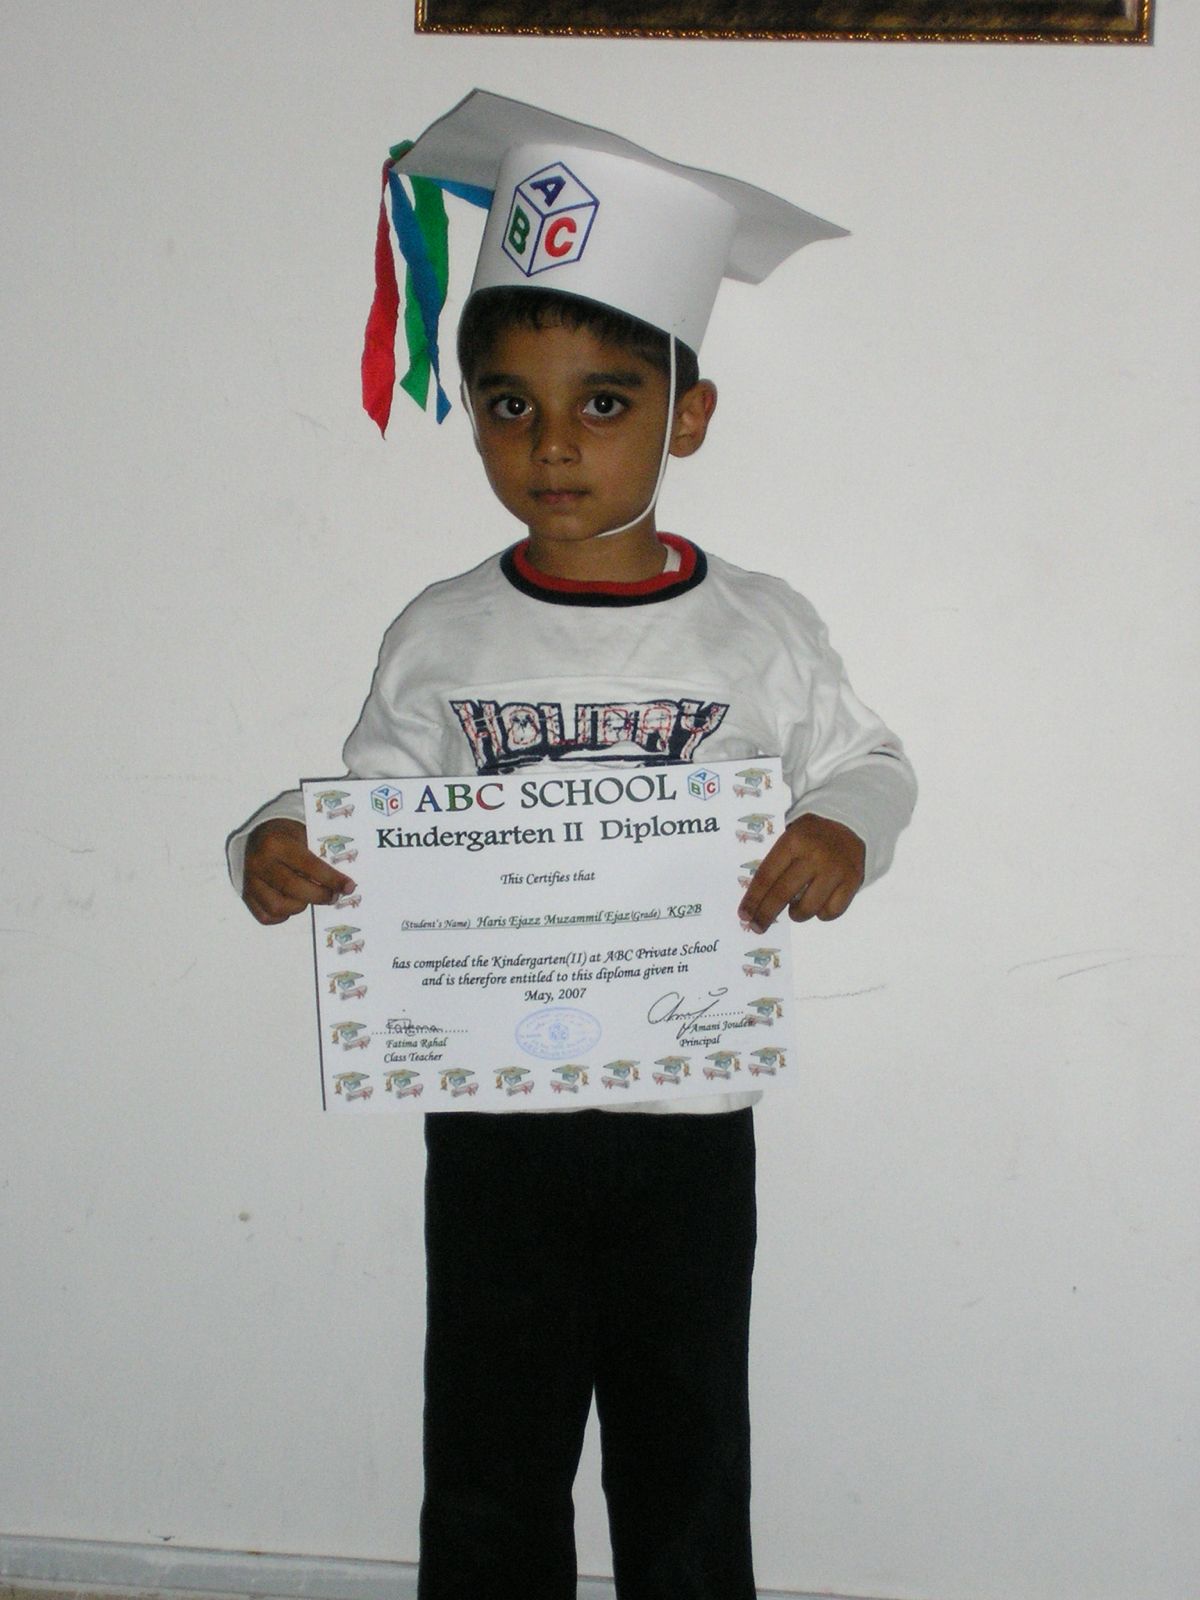 A
B C
HOLIDAY
ABC SCHOOL
Kindergarten II Diploma
This Certifies that
(Student's Name) Haris Ejazz Muzammil Ejaz(Grade) KG2B
has completed the Kindergarten(II) at ABC Private School
and is therefore entitled to this diploma given in
May, 2007
Fatema
Fatima Rahal
Class Teacher
Amani Joudeh
Principal